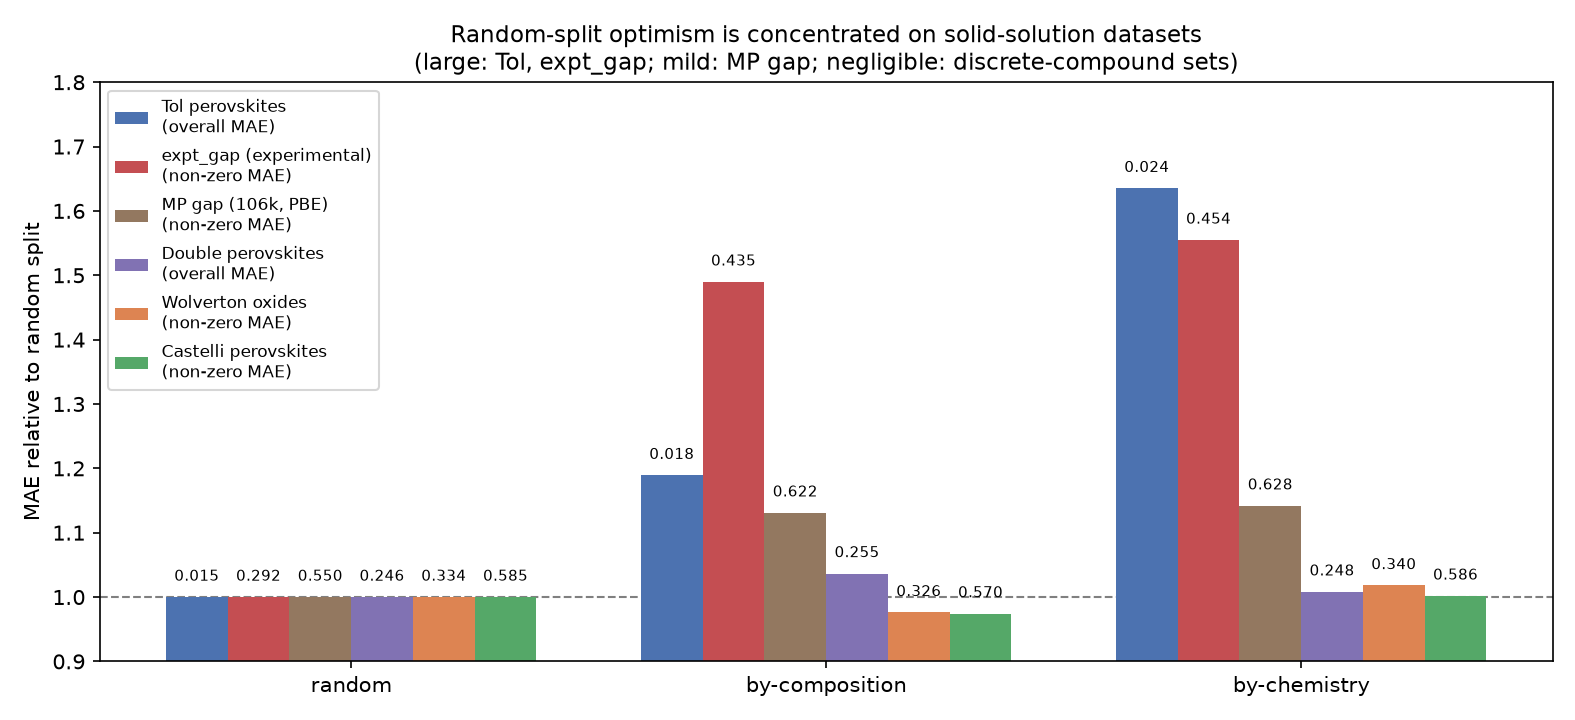 Random-split optimism is concentrated on solid-solution datasets
(large: Tol, expt_gap; mild: MP gap; negligible: discrete-compound sets)
MAE relative to random split
1.8
1.7
1.6
1.5
1.4
1.3
1.2
1.1
1.0
0.9
Tol perovskites
(overall MAE)
expt_gap (experimental)
(non-zero MAE)
MP gap (106k, PBE)
(non-zero MAE)
Double perovskites
(overall MAE)
Wolverton oxides
(non-zero MAE)
Castelli perovskites
(non-zero MAE)
0.015 0.292 0.550 0.246 0.334 0.585
0.018 0.435 0.622 0.255 0.326 0.570
0.024 0.454 0.628 0.248 0.340 0.586
random by-composition by-chemistry